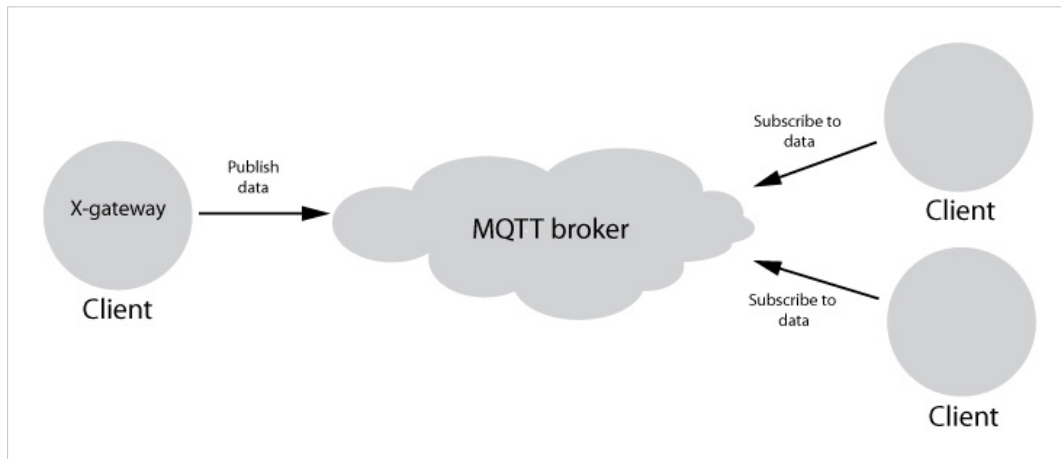 Publish
data
X-gateway
Client
MQTT broker
Subscribe to
data
Client
Subscribe to
data
Client